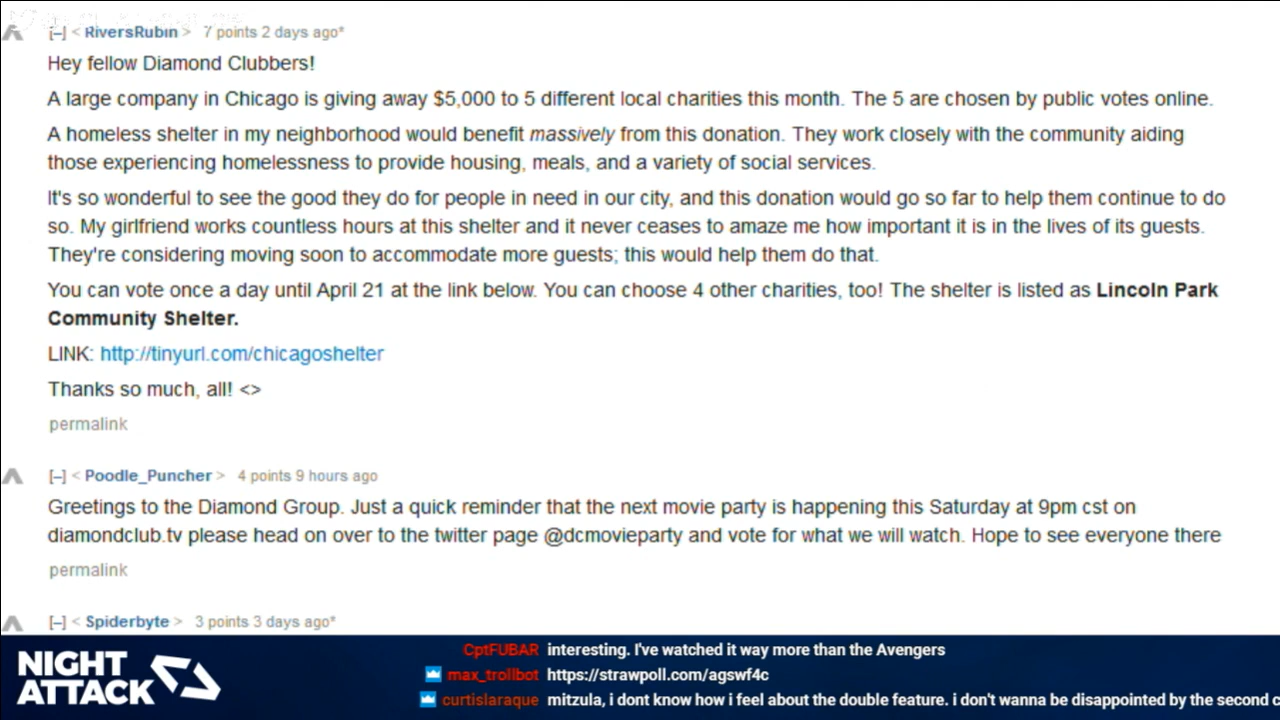 [–] < RiversRubin > 7 points 2 days ago*
Hey fellow Diamond Clubbers!
A large company in Chicago is giving away $5,000 to 5 different local charities this month. The 5 are chosen by public votes online.
A homeless shelter in my neighborhood would benefit massively from this donation. They work closely with the community aiding
those experiencing homelessness to provide housing, meals, and a variety of social services.
It's so wonderful to see the good they do for people in need in our city, and this donation would go so far to help them continue to do
so. My girlfriend works countless hours at this shelter and it never ceases to amaze me how important it is in the lives of its guests.
They're considering moving soon to accommodate more guests; this would help them do that.
You can vote once a day until April 21 at the link below. You can choose 4 other charities, too! The shelter is listed as Lincoln Park
Community Shelter.
LINK: http://tinyurl.com/chicagoshelter
Thanks so much, all! <>
permalink
[–] < Poodle_Puncher > 4 points 9 hours ago
Greetings to the Diamond Group. Just a quick reminder that the next movie party is happening this Saturday at 9pm cst on
diamondclub.tv please head on over to the twitter page @dcmovieparty and vote for what we will watch. Hope to see everyone there
permalink
[–] < Spiderbyte > 3 points 3 days ago*
NIGHT
ATTACK
CptFUBAR interesting. I've watched it way more than the Avengers
max_trollbot https://strawpoll.com/agswf4c
curtislaraque mitzula, i dont know how i feel about the double feature. i don't wanna be disappointed by the second